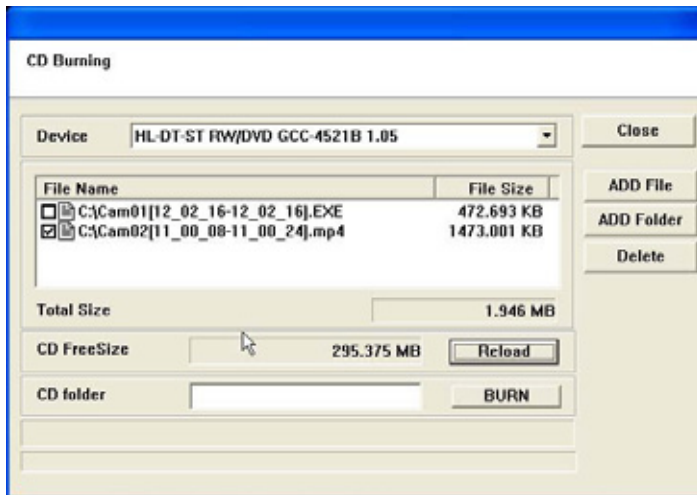 CD Burning
Device HL-DT-ST RW/DVD GCC-4521B 1.05 Close
File Name File Size ADD File
C:\Cam01[12_02_16-12_02_16].EXE 472.693 KB
C:\Cam02[11_00_08-11_00_24].mp4 1473.001 KB ADD Folder
Delete
Total Size 1.946 MB
CD FreeSize 295.375 MB Reload
CD folder BURN